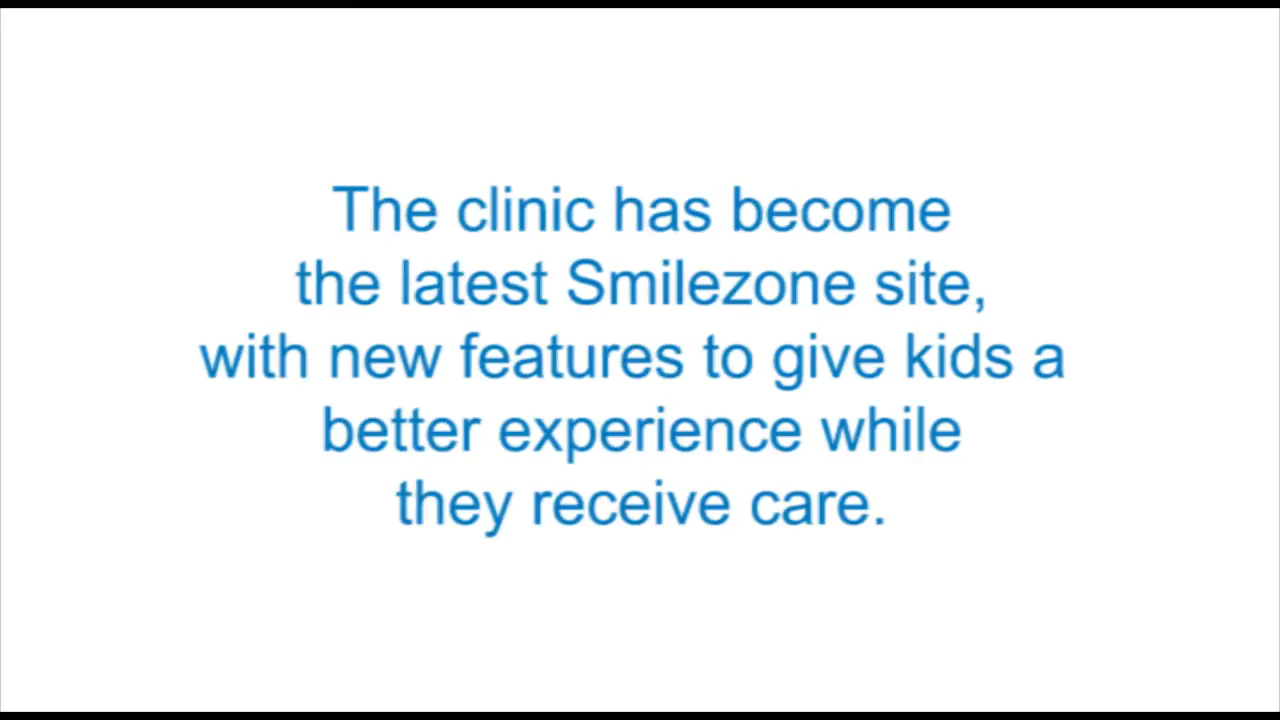 The clinic has become
the latest Smilezone site,
with new features to give kids a
better experience while
they receive care.